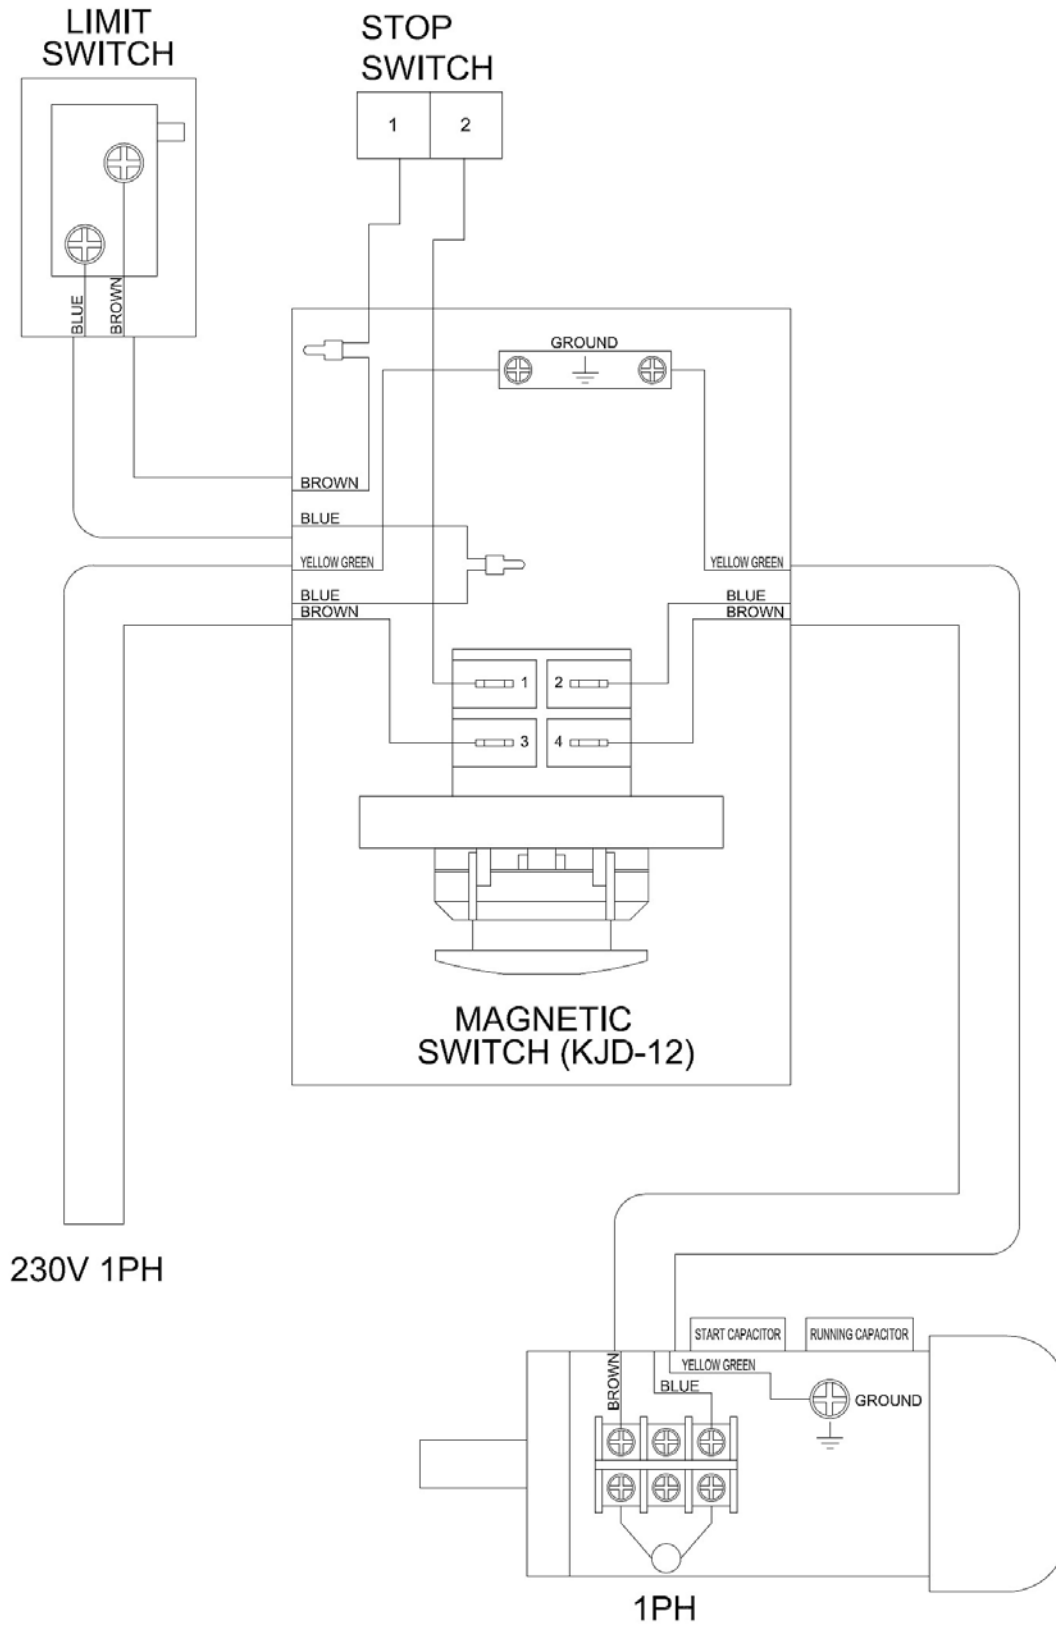 LIMIT
SWITCH
STOP
SWITCH
1
2
BLUE
BROWN
GROUND
BROWN
BLUE
YELLOW GREEN
YELLOW GREEN
BLUE
BROWN
BLUE
BROWN
1
2
3
4
MAGNETIC
SWITCH (KJD-12)
230V 1PH
START CAPACITOR
RUNNING CAPACITOR
BROWN
YELLOW GREEN
BLUE
GROUND
1PH